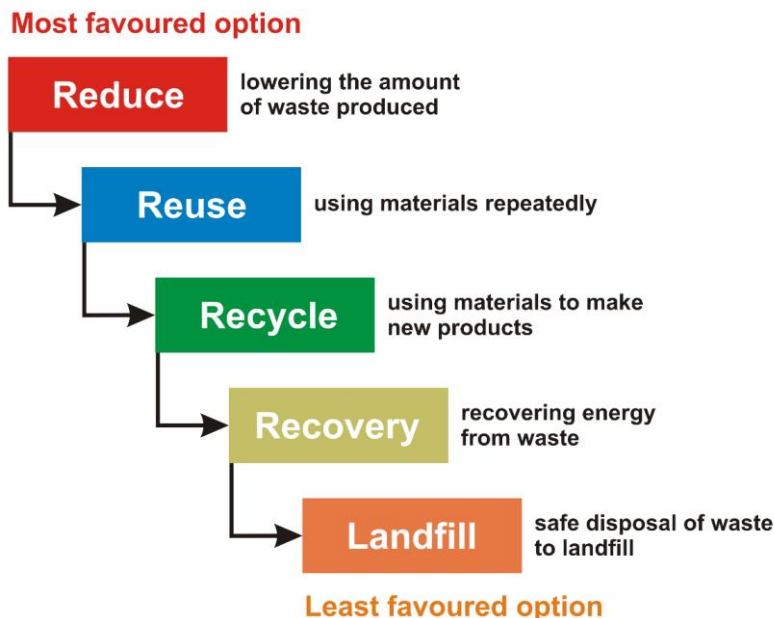 Most favoured option
Reduce
lowering the amount
of waste produced
Reuse
using materials repeatedly
Recycle
using materials to make
new products
Recovery
recovering energy
from waste
Landfill
safe disposal of waste
to landfill
Least favoured option